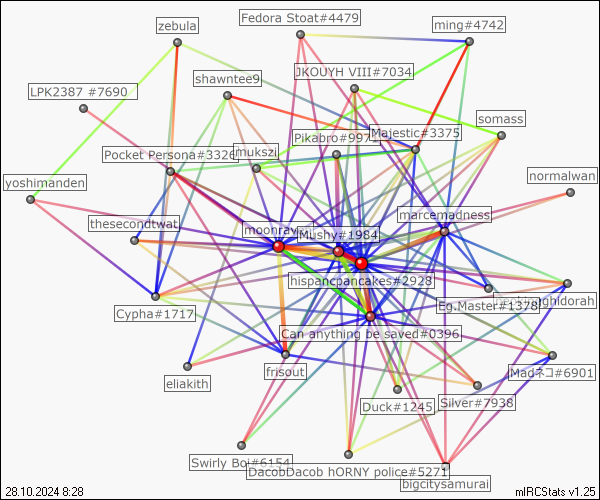 Fedora Stoat#4479
ming#4742
zebula
JKOUYH VIII#7034
shawntee9
LPK2387 #7690
somass
Majestic#3375
Pikabro#9971
mukszi
Pocket Persona#3326
normalwan
yoshimanden
marcemadness
thesecondtwat
moonray
Mushy#1984
hispancpancakes#2928
Eg.Master#1378
ghidorah
Cypha#1717
Can anything be saved#0396
frisout
Madネコ#6901
eliakith
Duck#1245
Silver#7938
Swirly Boi#6154
DacobDacob hORNY police#5271
bigcitysamurai
28.10.2024 8:28
mIRCStats v1.25